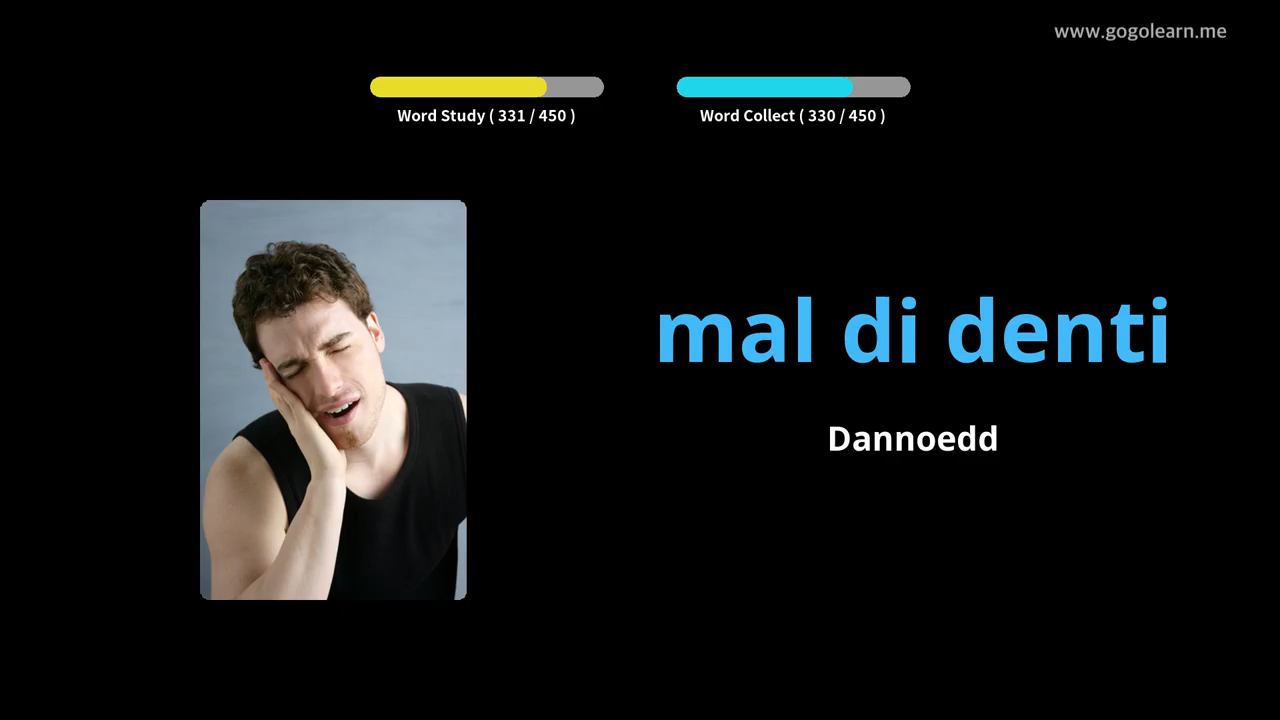 www.gogolearn.me
Word Study ( 331 / 450 )
Word Collect ( 330 / 450 )
mal di denti
Dannoedd